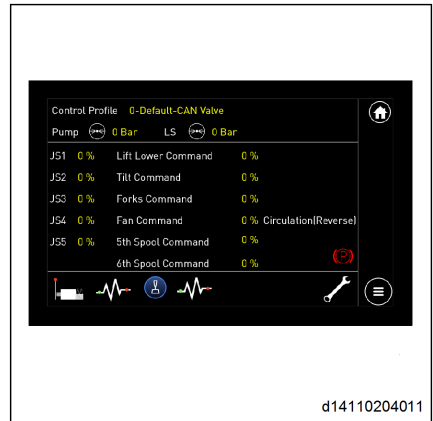 Control Profile 0-Default-CAN Valve
Pump 0 Bar LS 0 Bar
JS1 0 % Lift Lower Command 0 %
JS2 0 % Tilt Command 0 %
JS3 0 % Forks Command 0 %
JS4 0 % Fan Command 0 % Circulation(Reverse)
JS5 0 % 5th Spool Command 0 %
6th Spool Command 0 %
(P)
d14110204011